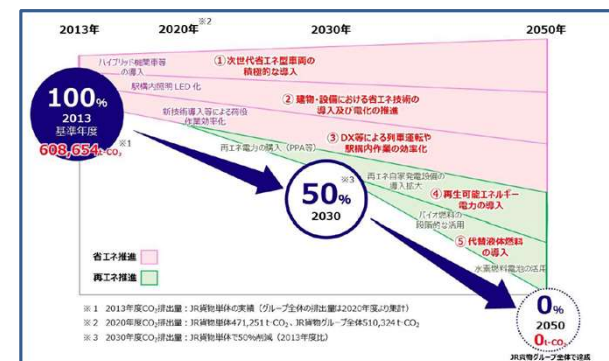 2013年
2020年※2
2030年
2050年
ハイブリッド機関車等
の導入
①次世代省エネ型車両の
積極的な導入
駅構内照明LED化
100%
2013
基準年度
608,654t-CO₂
※1
②建物・設備における省エネ技術の
導入及び電化の推進
新技術導入等による荷役
作業効率化
③DX等による列車運転や
駅構内作業の効率化
再エネ電力の購入(PPA等)
※3
50%
2030
再エネ自家発電設備の
導入拡大
④再生可能エネルギー
電力の導入
バイオ燃料の
段階的な活用
⑤代替液体燃料
の導入
水素燃料電池の活用
省エネ推進
再エネ推進
0%
2050
0t-CO₂
JR貨物グループ全体で達成
※1 2013年度CO₂排出量:JR貨物単体の実績(グループ全体の排出量は2020年度より集計)
※2 2020年度CO₂排出量:JR貨物単体471,251t-CO₂、JR貨物グループ全体510,324t-CO₂
※3 2030年度CO₂排出量:JR貨物単体で50%削減(2013年度比)